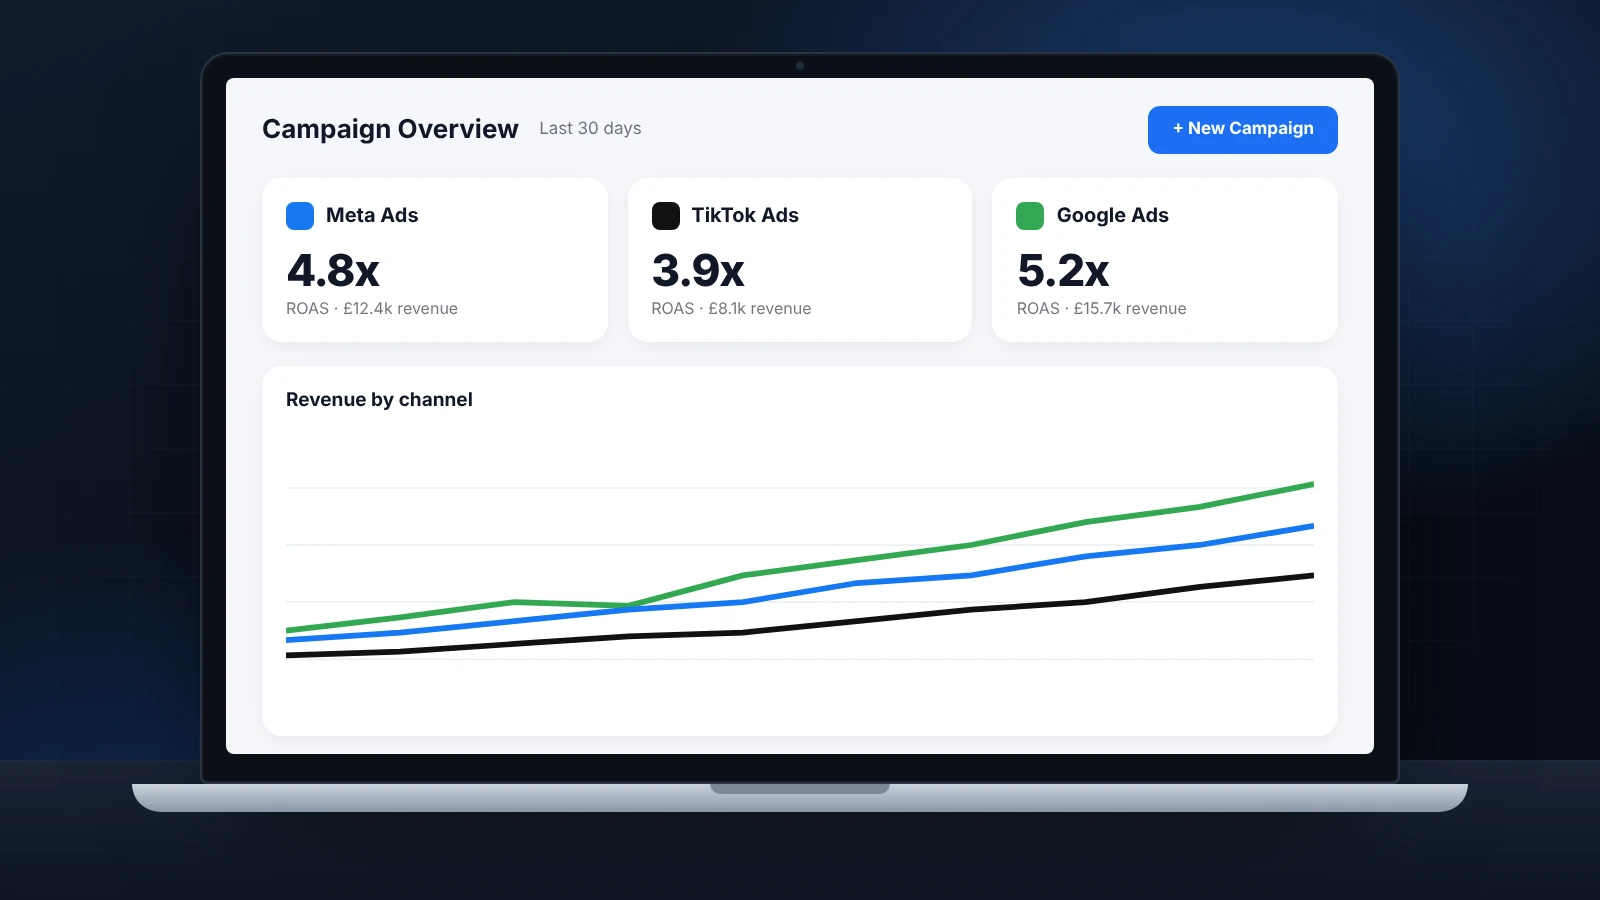 Campaign Overview Last 30 days
+ New Campaign
Meta Ads
4.8x
ROAS · £12.4k revenue
TikTok Ads
3.9x
ROAS · £8.1k revenue
Google Ads
5.2x
ROAS · £15.7k revenue
Revenue by channel